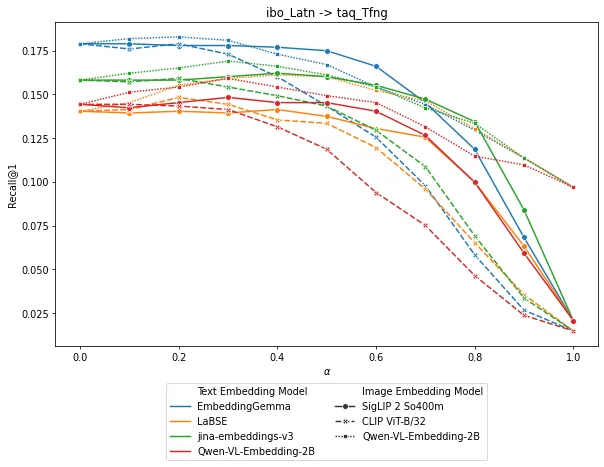 ibo_Latn -> taq_Tfng
Recall@1
0.175
0.150
0.125
0.100
0.075
0.050
0.025
0.0
0.2
0.4
0.6
0.8
1.0
α
Text Embedding Model
EmbeddingGemma
LaBSE
jina-embeddings-v3
Qwen-VL-Embedding-2B
Image Embedding Model
SigLIP 2 So400m
CLIP ViT-B/32
Qwen-VL-Embedding-2B